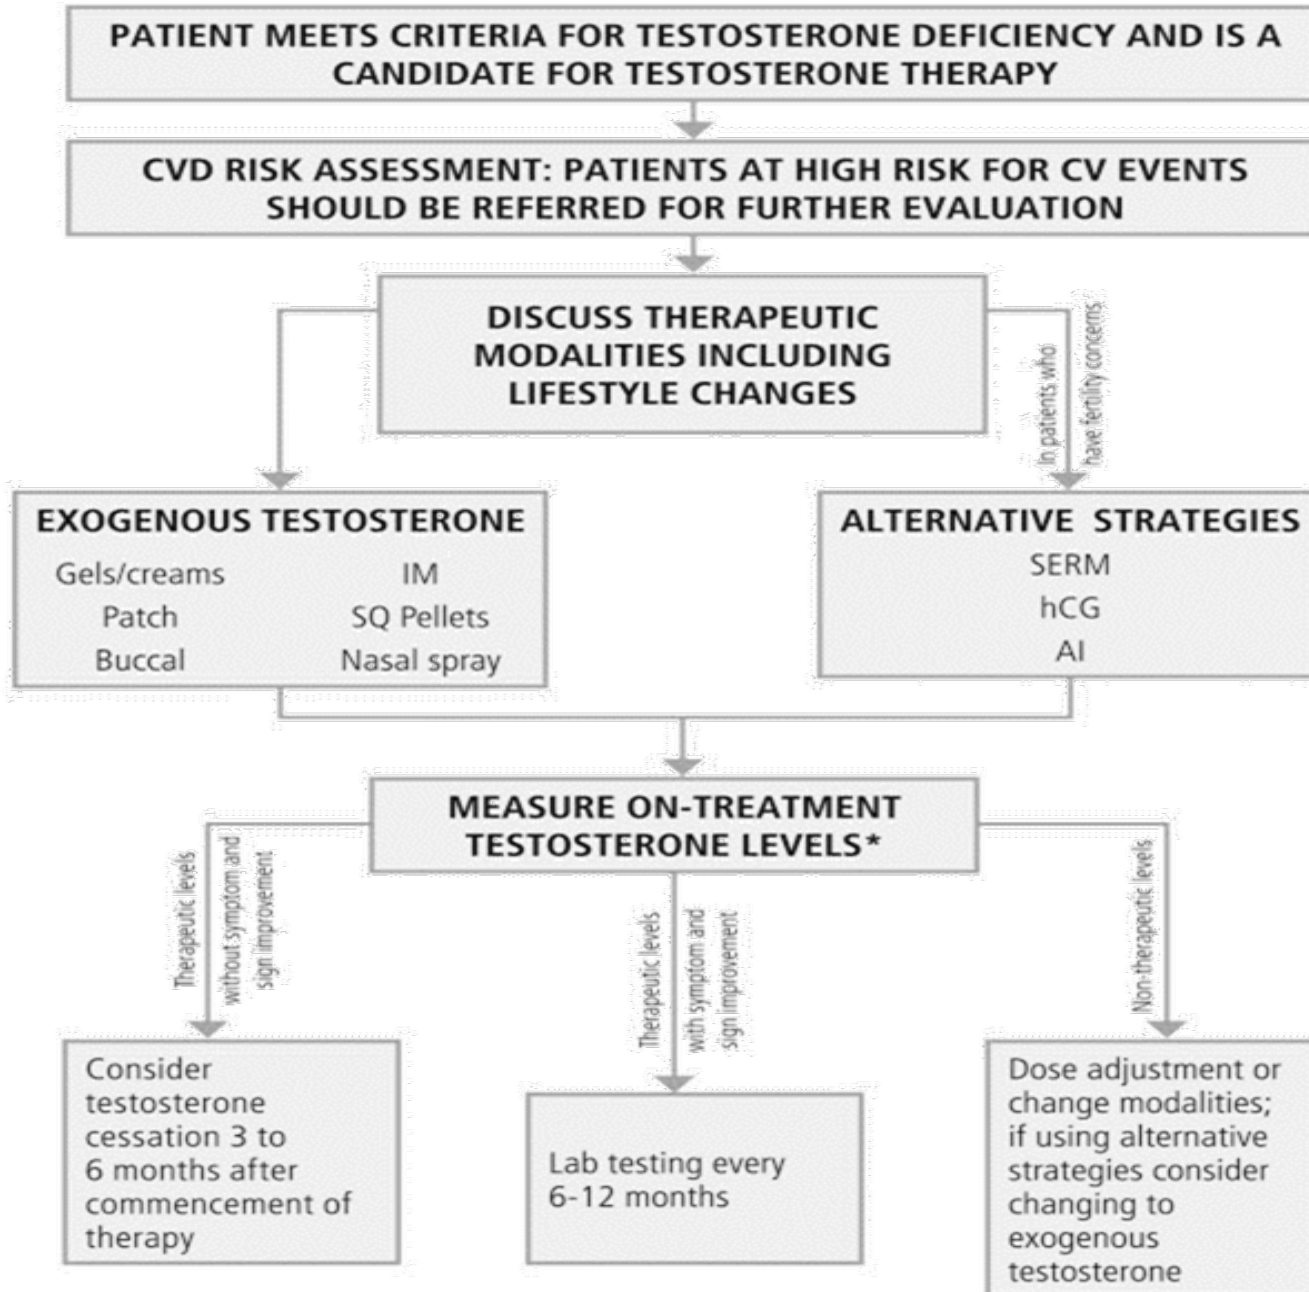 PATIENT MEETS CRITERIA FOR TESTOSTERONE DEFICIENCY AND IS A
CANDIDATE FOR TESTOSTERONE THERAPY
CVD RISK ASSESSMENT: PATIENTS AT HIGH RISK FOR CV EVENTS
SHOULD BE REFERRED FOR FURTHER EVALUATION
DISCUSS THERAPEUTIC
MODALITIES INCLUDING
LIFESTYLE CHANGES
In patients who
have fertility concerns
EXOGENOUS TESTOSTERONE
Gels/creams IM
Patch SQ Pellets
Buccal Nasal spray
ALTERNATIVE STRATEGIES
SERM
hCG
AI
MEASURE ON-TREATMENT
TESTOSTERONE LEVELS*
Therapeutic levels
without symptom and
sign improvement
Therapeutic levels
with symptom and
sign improvement
Non-therapeutic levels
Consider
testosterone
cessation 3 to
6 months after
commencement of
therapy
Lab testing every
6-12 months
Dose adjustment or
change modalities;
if using alternative
strategies consider
changing to
exogenous
testosterone